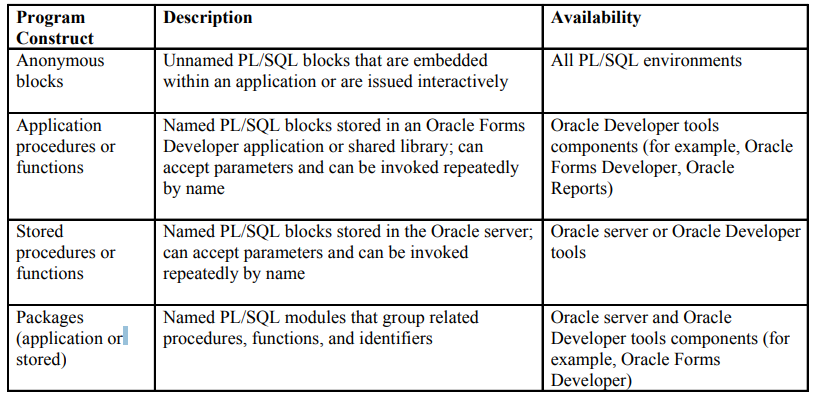 Program Construct | Description | Availability
Anonymous blocks | Unnamed PL/SQL blocks that are embedded within an application or are issued interactively | All PL/SQL environments
Application procedures or functions | Named PL/SQL blocks stored in an Oracle Forms Developer application or shared library; can accept parameters and can be invoked repeatedly by name | Oracle Developer tools components (for example, Oracle Forms Developer, Oracle Reports)
Stored procedures or functions | Named PL/SQL blocks stored in the Oracle server; can accept parameters and can be invoked repeatedly by name | Oracle server or Oracle Developer tools
Packages (application or stored) | Named PL/SQL modules that group related procedures, functions, and identifiers | Oracle server and Oracle Developer tools components (for example, Oracle Forms Developer)